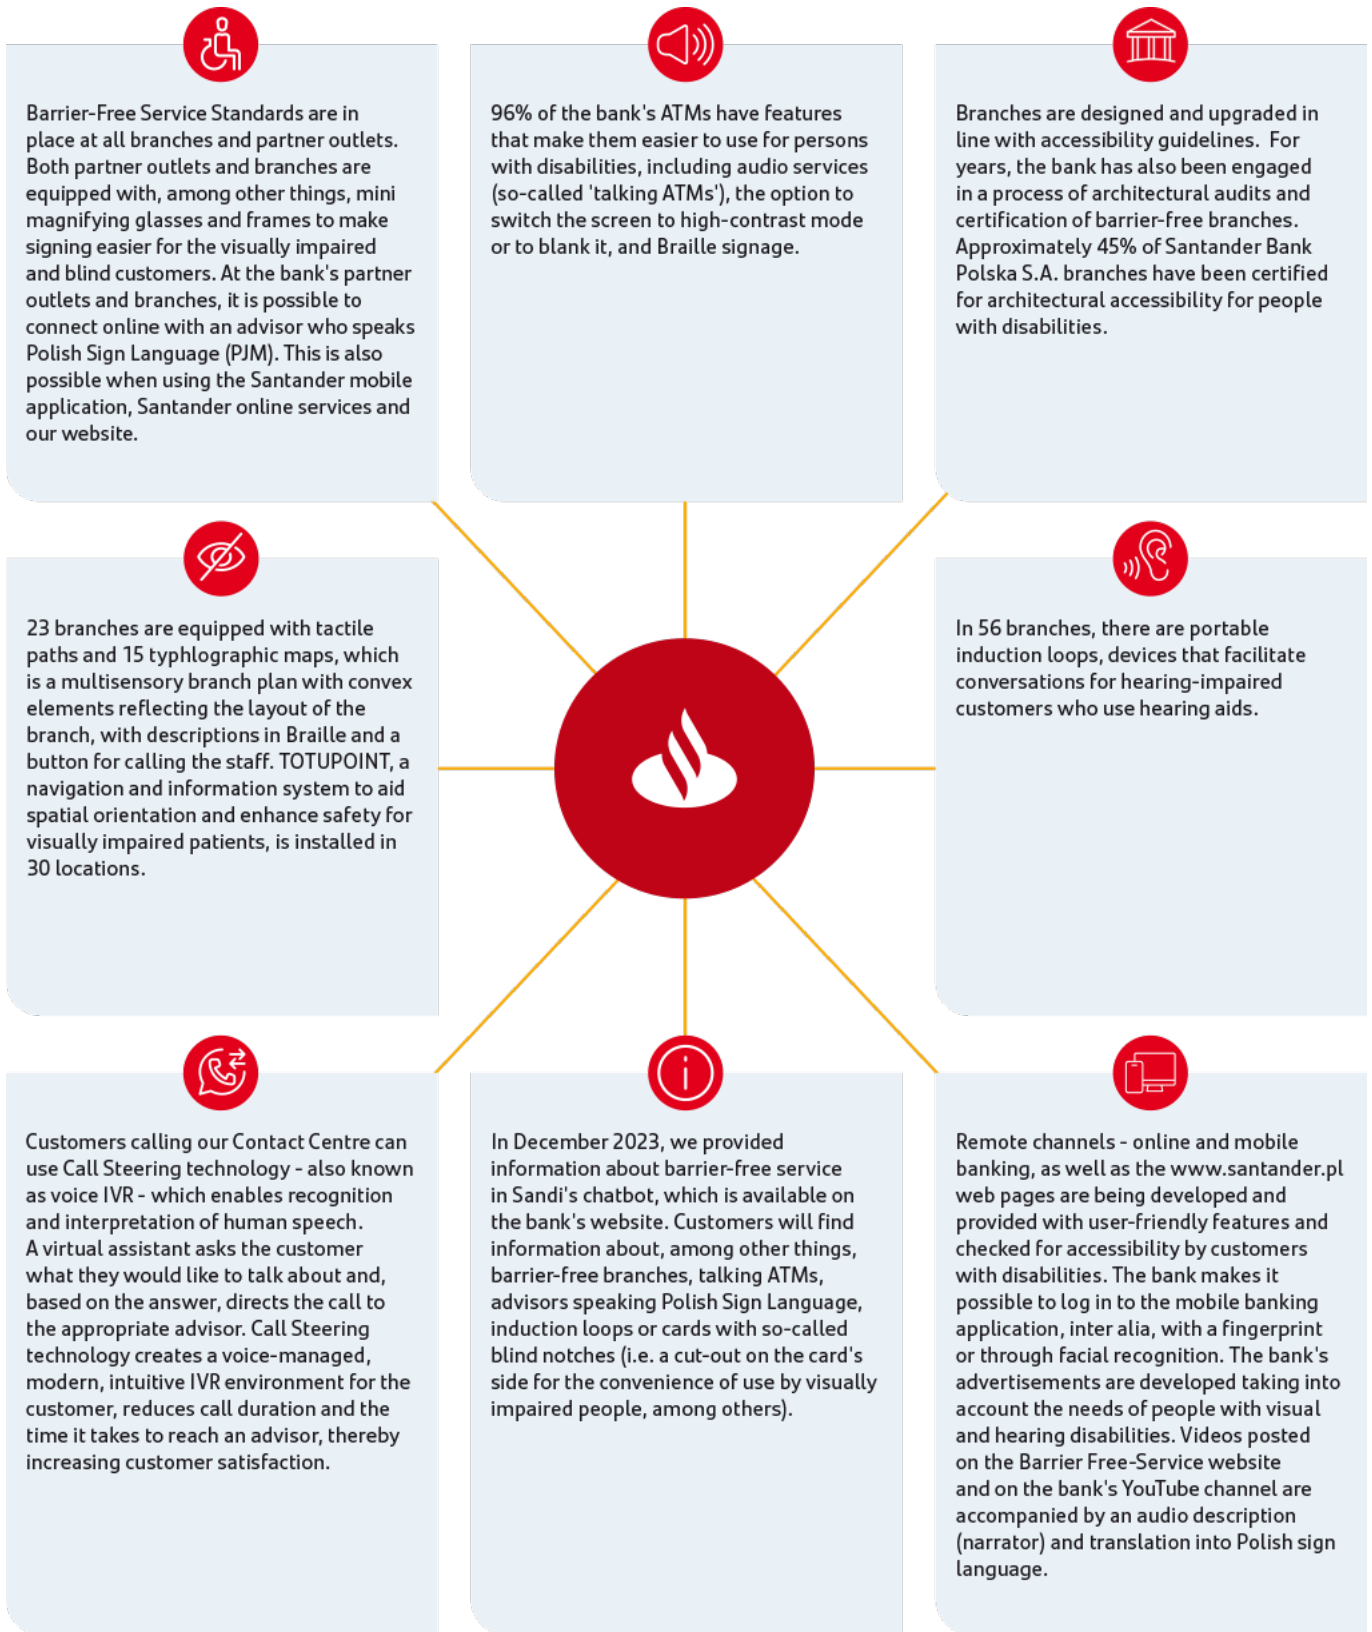 Barrier-Free Service Standards are in
place at all branches and partner outlets.
Both partner outlets and branches are
equipped with, among other things, mini
magnifying glasses and frames to make
signing easier for the visually impaired
and blind customers. At the bank's partner
outlets and branches, it is possible to
connect online with an advisor who speaks
Polish Sign Language (PJM). This is also
possible when using the Santander mobile
application, Santander online services and
our website.
96% of the bank's ATMs have features
that make them easier to use for persons
with disabilities, including audio services
(so-called 'talking ATMs'), the option to
switch the screen to high-contrast mode
or to blank it, and Braille signage.
Branches are designed and upgraded in
line with accessibility guidelines.  For
years, the bank has also been engaged
in a process of architectural audits and
certification of barrier-free branches.
Approximately 45% of Santander Bank
Polska S.A. branches have been certified
for architectural accessibility for people
with disabilities.
23 branches are equipped with tactile
paths and 15 typhlographic maps, which
is a multisensory branch plan with convex
elements reflecting the layout of the
branch, with descriptions in Braille and a
button for calling the staff. TOTUPOINT, a
navigation and information system to aid
spatial orientation and enhance safety for
visually impaired patients, is installed in
30 locations.
In 56 branches, there are portable
induction loops, devices that facilitate
conversations for hearing-impaired
customers who use hearing aids.
Customers calling our Contact Centre can
use Call Steering technology - also known
as voice IVR - which enables recognition
and interpretation of human speech.
A virtual assistant asks the customer
what they would like to talk about and,
based on the answer, directs the call to
the appropriate advisor. Call Steering
technology creates a voice-managed,
modern, intuitive IVR environment for the
customer, reduces call duration and the
time it takes to reach an advisor, thereby
increasing customer satisfaction.
In December 2023, we provided
information about barrier-free service
in Sandi's chatbot, which is available on
the bank's website. Customers will find
information about, among other things,
barrier-free branches, talking ATMs,
advisors speaking Polish Sign Language,
induction loops or cards with so-called
blind notches (i.e. a cut-out on the card's
side for the convenience of use by visually
impaired people, among others).
Remote channels - online and mobile
banking, as well as the www.santander.pl
web pages are being developed and
provided with user-friendly features and
checked for accessibility by customers
with disabilities. The bank makes it
possible to log in to the mobile banking
application, inter alia, with a fingerprint
or through facial recognition. The bank's
advertisements are developed taking into
account the needs of people with visual
and hearing disabilities. Videos posted
on the Barrier Free-Service website
and on the bank's YouTube channel are
accompanied by an audio description
(narrator) and translation into Polish sign
language.